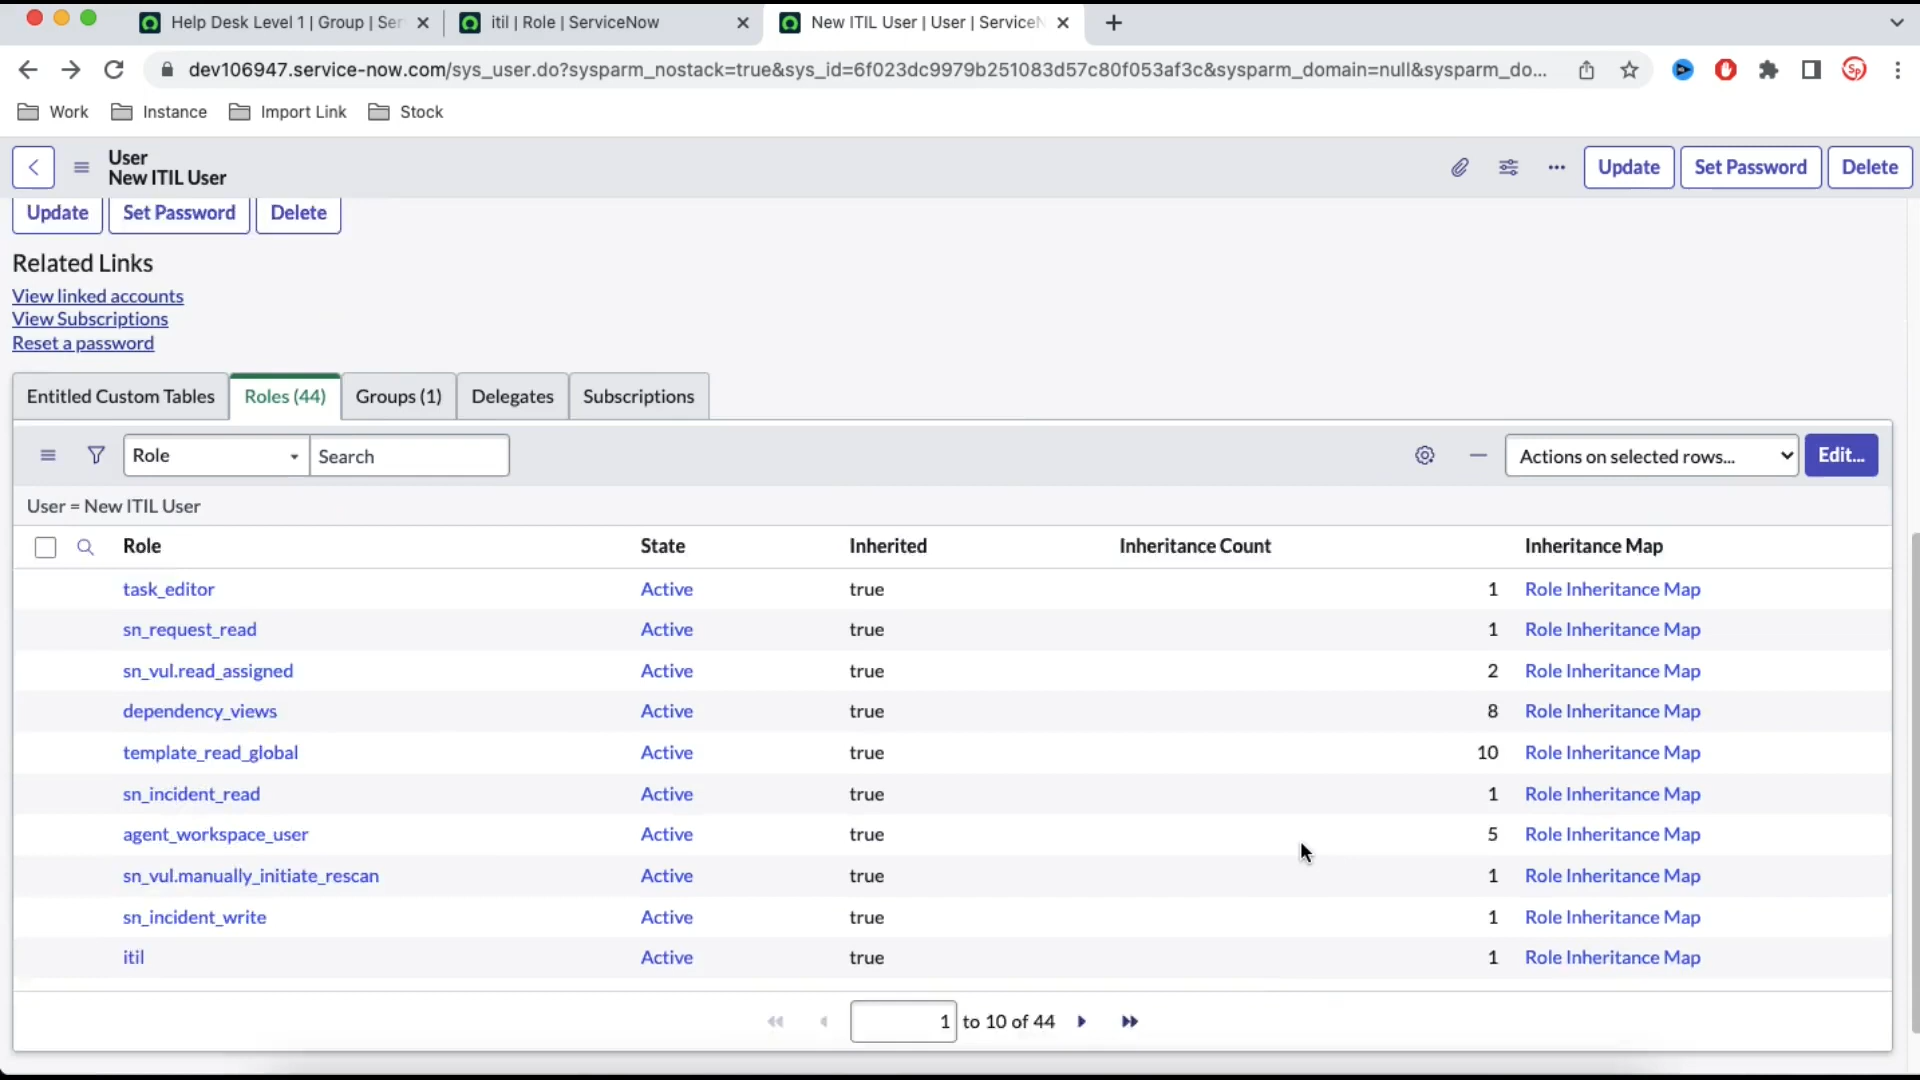 Help Desk Level 1 | Group | Ser
itil | Role | ServiceNow
New ITIL User | User | ServiceN
dev106947.service-now.com/sys_user.do?sysparm_nostack=true&sys_id=6f023dc9979b251083d57c80f053af3c&sysparm_domain=null&sysparm_do...
Sp
Work
Instance
Import Link
Stock
User
New ITIL User
Update
Set Password
Delete
Update
Set Password
Delete
Related Links
View linked accounts
View Subscriptions
Reset a password
Entitled Custom Tables
Roles (44)
Groups (1)
Delegates
Subscriptions
Role
Search
Actions on selected rows...
Edit...
User = New ITIL User
Role State Inherited Inheritance Count Inheritance Map
task_editor Active true 1 Role Inheritance Map
sn_request_read Active true 1 Role Inheritance Map
sn_vul.read_assigned Active true 2 Role Inheritance Map
dependency_views Active true 8 Role Inheritance Map
template_read_global Active true 10 Role Inheritance Map
sn_incident_read Active true 1 Role Inheritance Map
agent_workspace_user Active true 5 Role Inheritance Map
sn_vul.manually_initiate_rescan Active true 1 Role Inheritance Map
sn_incident_write Active true 1 Role Inheritance Map
itil Active true 1 Role Inheritance Map
1 to 10 of 44